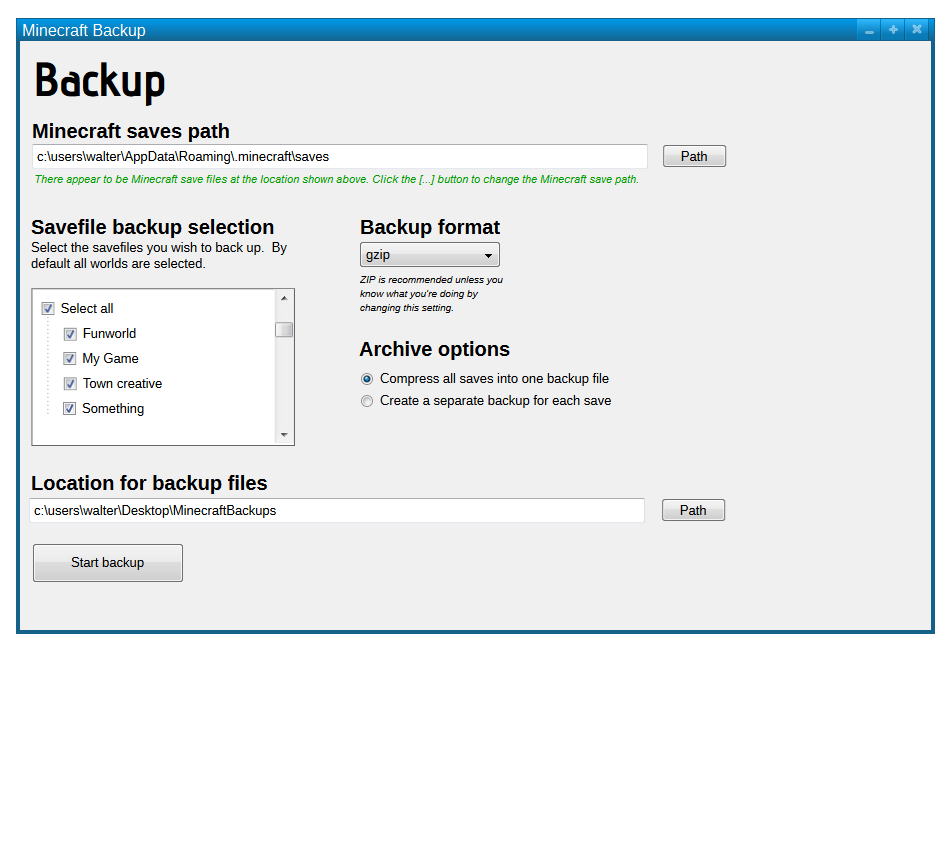 Minecraft Backup
Backup
Minecraft saves path
c:\users\walter\AppData\Roaming\.minecraft\saves
Path
There appear to be Minecraft save files at the location shown above. Click the [...] button to change the Minecraft save path.
Savefile backup selection
Select the savefiles you wish to back up.  By
default all worlds are selected.
Select all
Funworld
My Game
Town creative
Something
Backup format
gzip
ZIP is recommended unless you
know what you're doing by
changing this setting.
Archive options
Compress all saves into one backup file
Create a separate backup for each save
Location for backup files
c:\users\walter\Desktop\MinecraftBackups
Path
Start backup